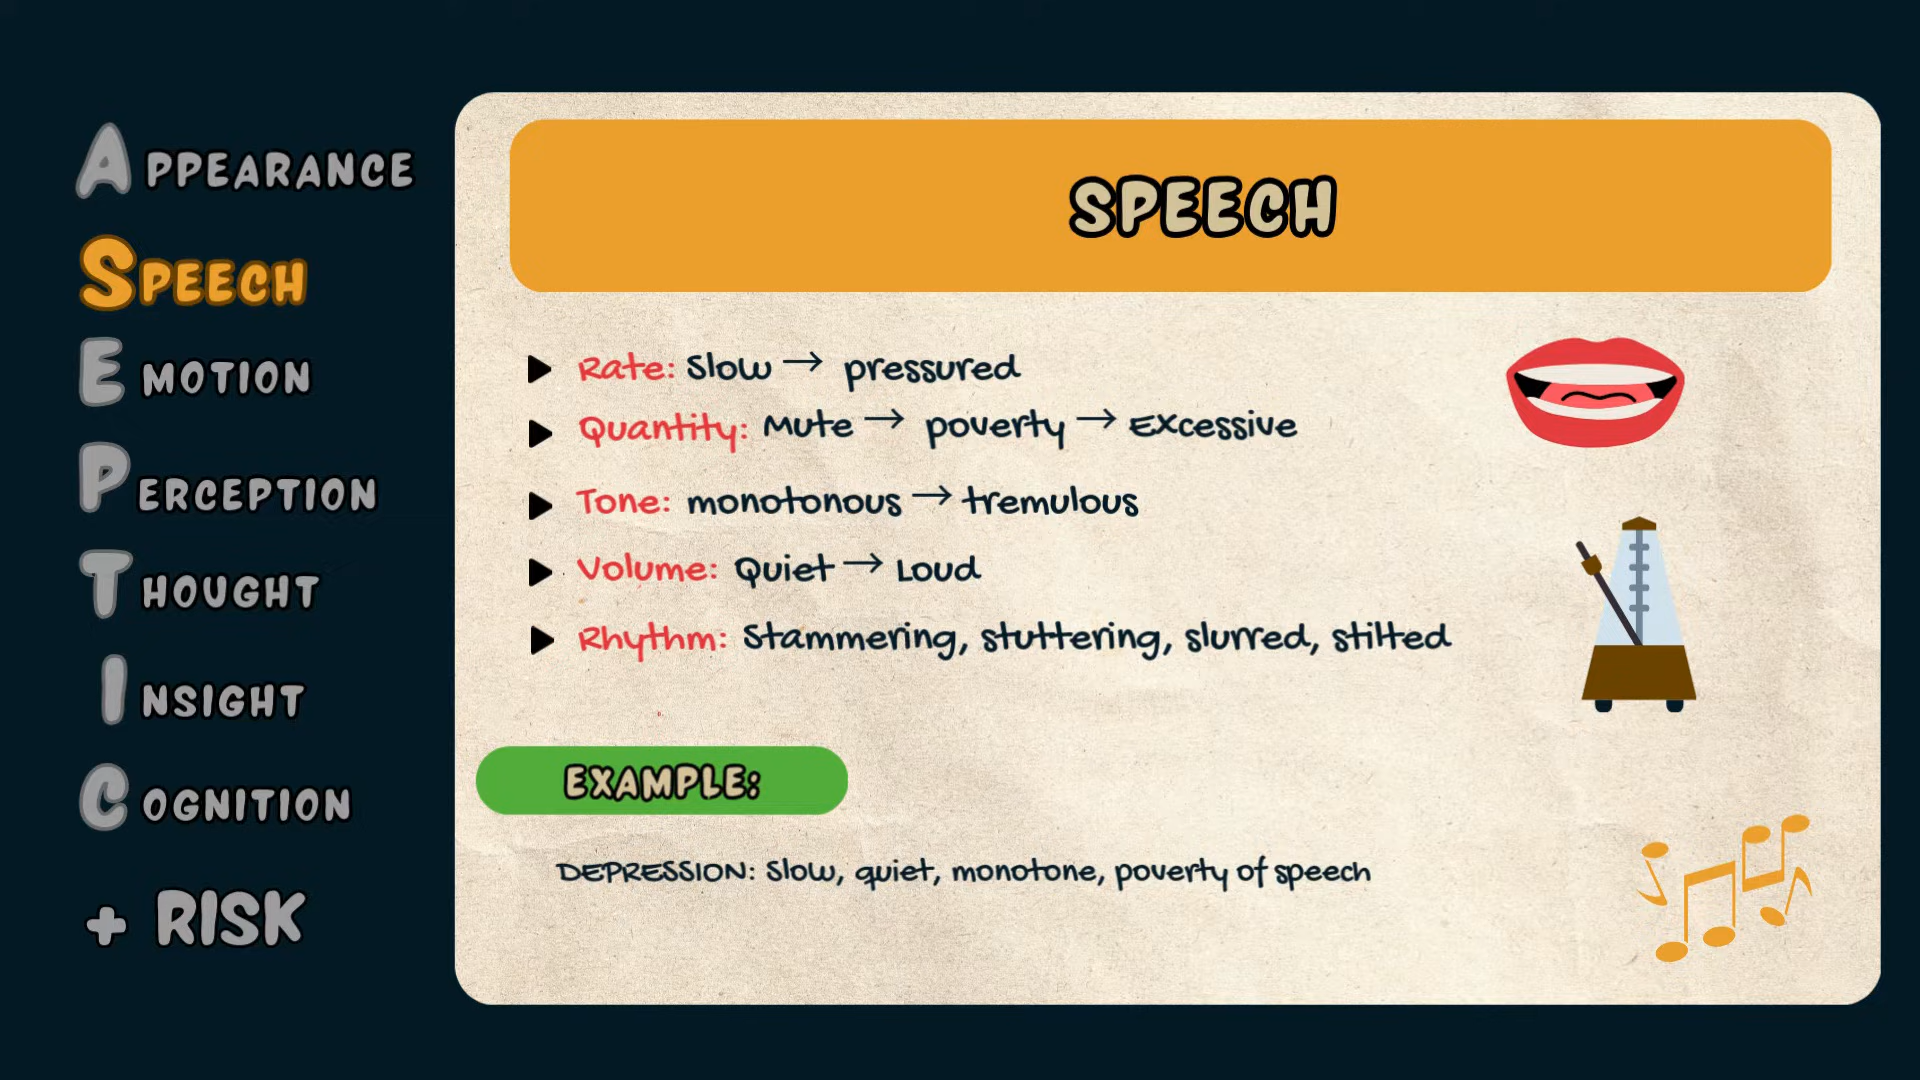 APPEARANCE
SPEECH
EMOTION
PERCEPTION
THOUGHT
INSIGHT
COGNITION
+ RISK
SPEECH
Rate: Slow → pressured
Quantity: Mute → poverty → Excessive
Tone: monotonous → tremulous
Volume: Quiet → Loud
Rhythm: Stammering, stuttering, slurred, stilted
EXAMPLE:
DEPRESSION: Slow, quiet, monotone, poverty of speech